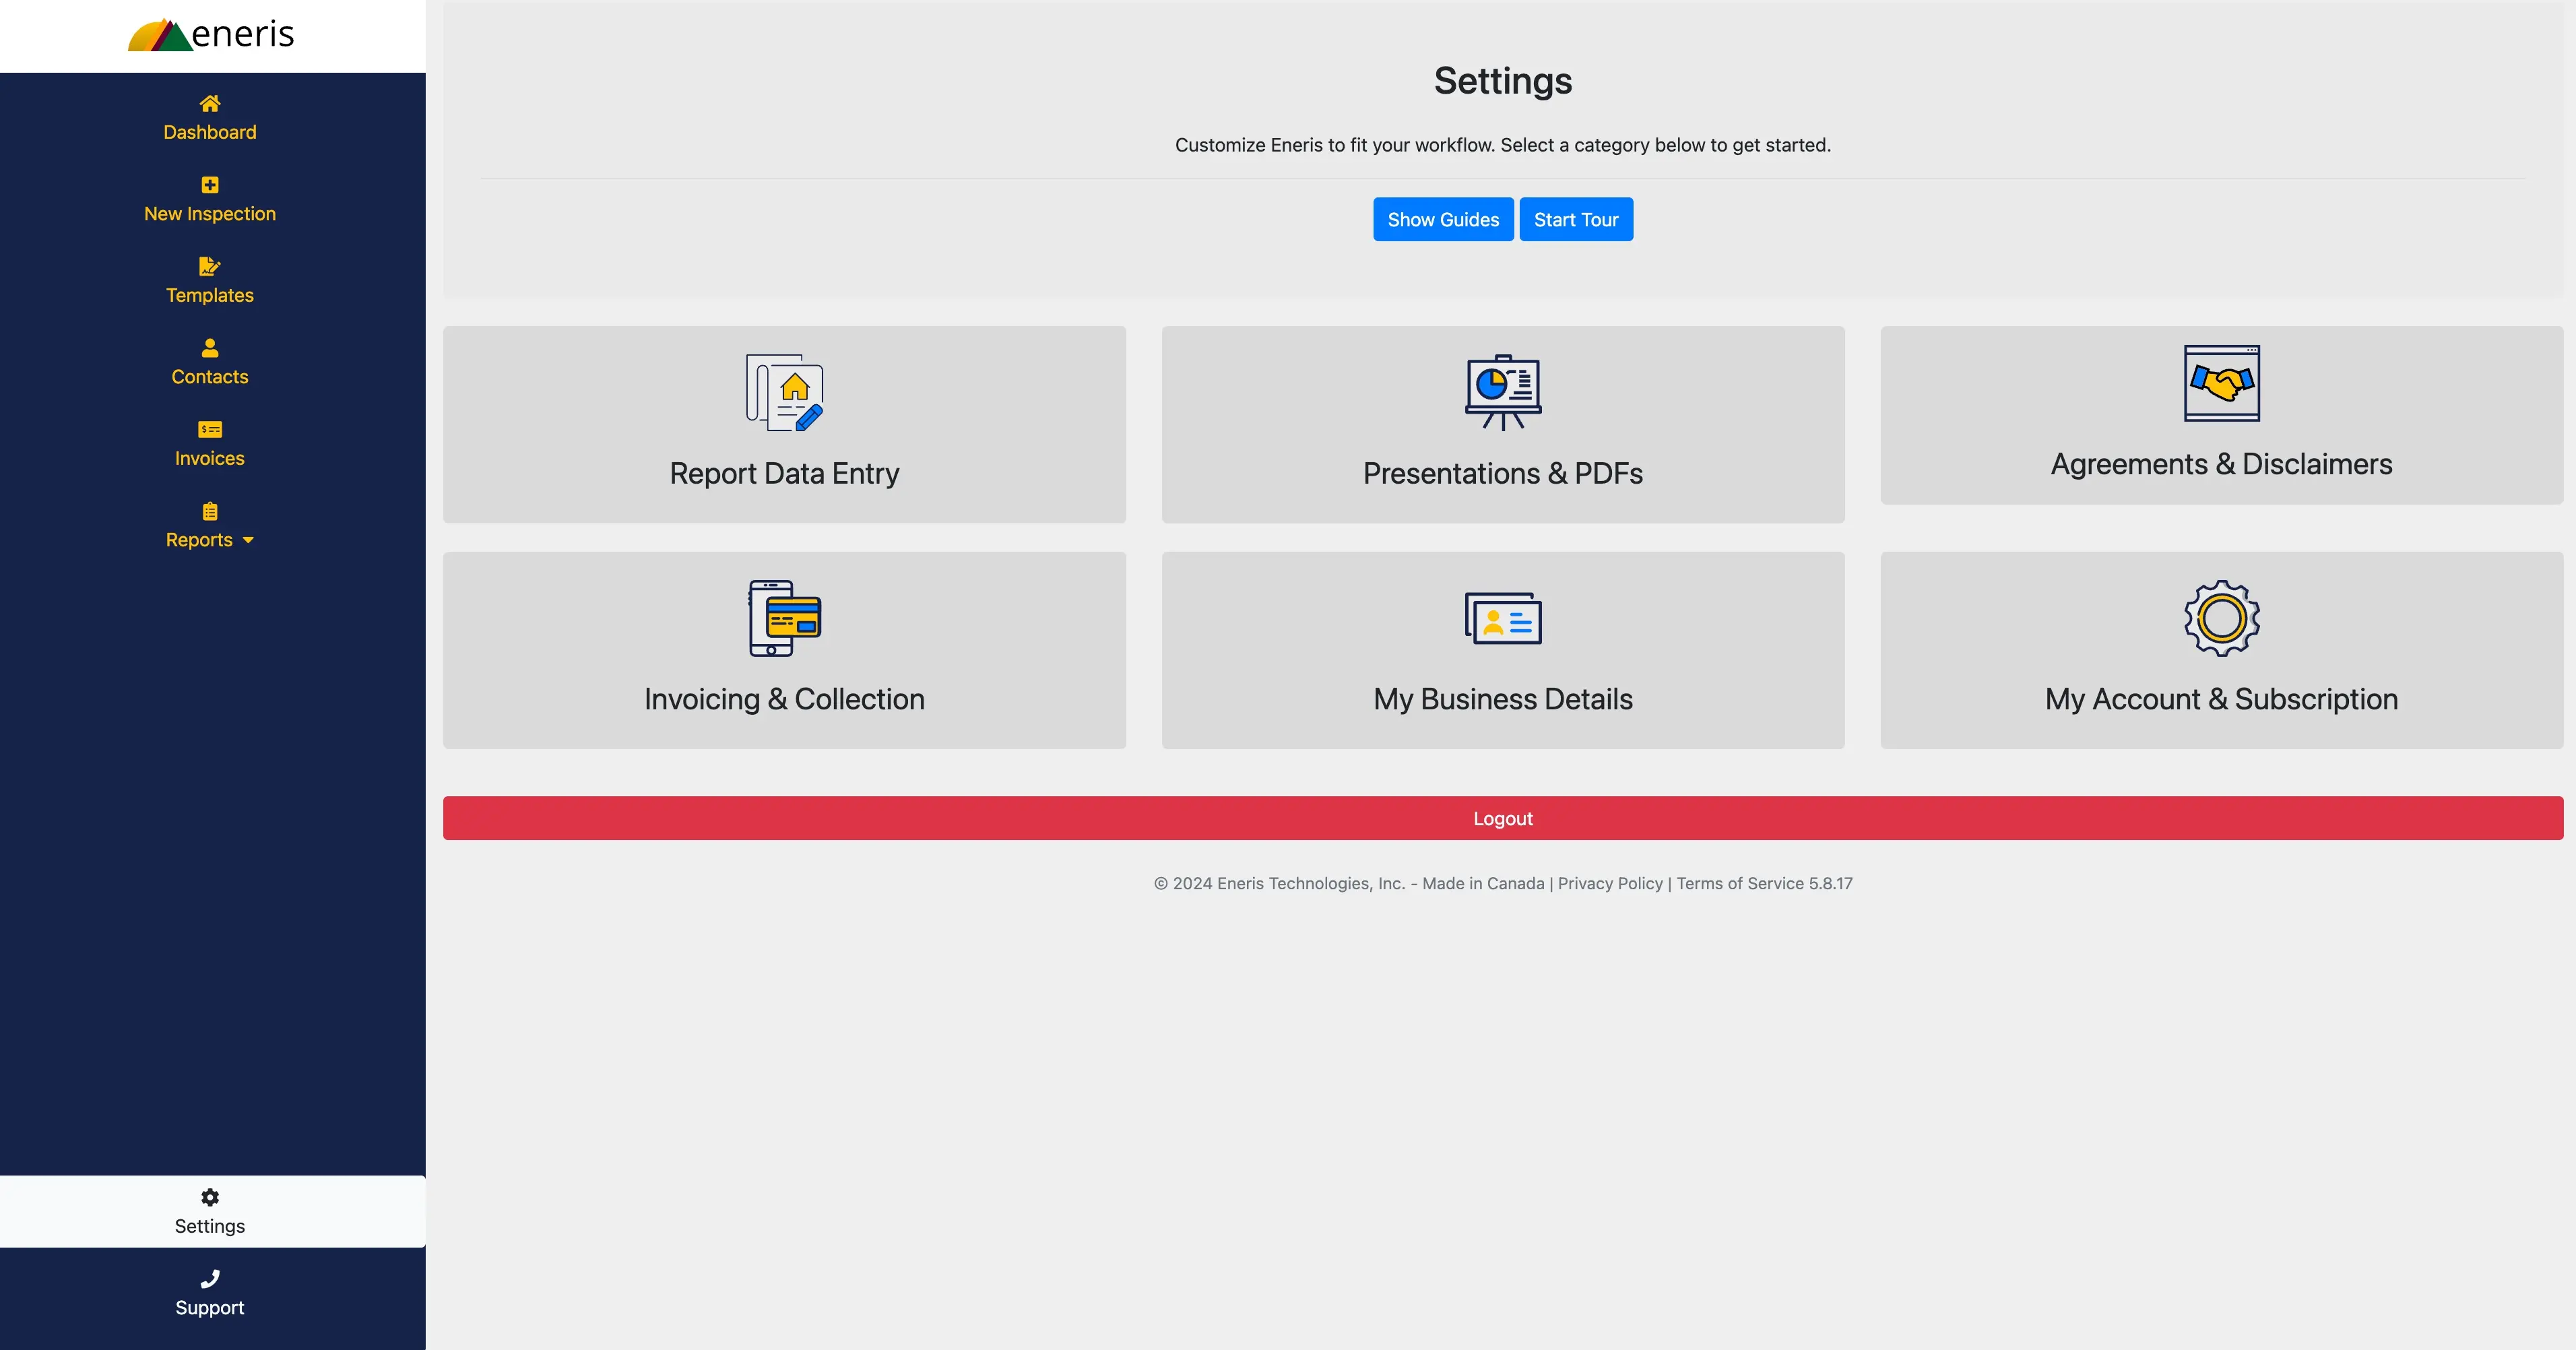 eneris
Dashboard
New Inspection
Templates
Contacts
Invoices
Reports
Settings
Support
Settings
Customize Eneris to fit your workflow. Select a category below to get started.
Show Guides
Start Tour
Report Data Entry
Presentations & PDFs
Agreements & Disclaimers
Invoicing & Collection
My Business Details
My Account & Subscription
Logout
© 2024 Eneris Technologies, Inc. - Made in Canada | Privacy Policy | Terms of Service 5.8.17